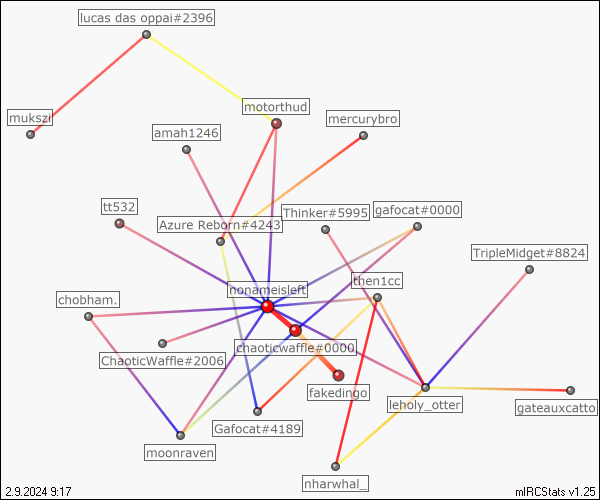 lucas das oppai#2396
motorthud
mukszi
mercurybro
amah1246
tt532
Thinker#5995
gafocat#0000
Azure Reborn#4243
TripleMidget#8824
nonameisleft
then1cc
chobham.
chaoticwaffle#0000
ChaoticWaffle#2006
fakedingo
leholy_otter
gateauxcatto
Gafocat#4189
moonraven
nharwhal_
2.9.2024 9:17
mIRCStats v1.25